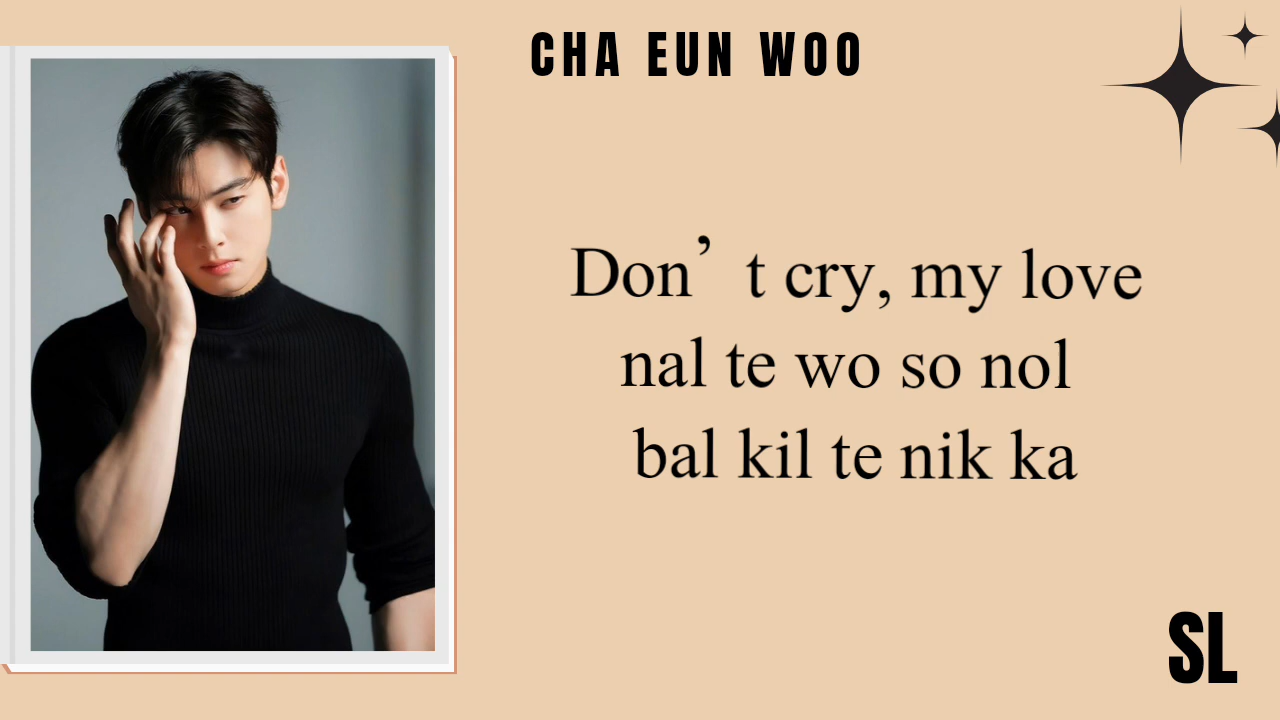 CHA EUN WOO
Don’t cry, my love
nal te wo so nol
bal kil te nik ka
SL